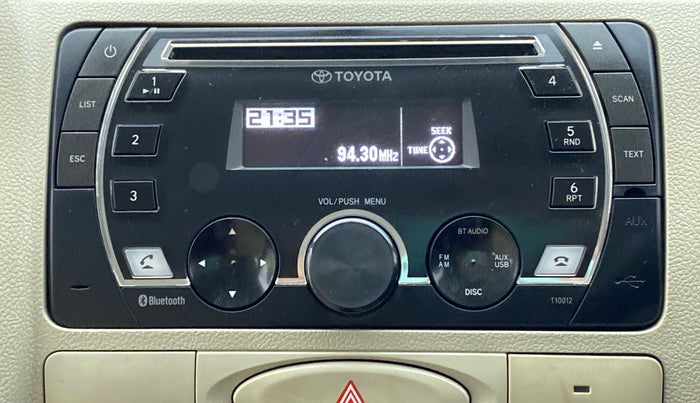 TOYOTA
1
4
LIST
SCAN
21:35
2
5
RND
SEEK
TUNE
94.30MHz
ESC
TEXT
3
6
RPT
VOL/PUSH MENU
AUX
BT AUDIO
P
FM
AM
AUX
USB
DISC
Bluetooth
T10012